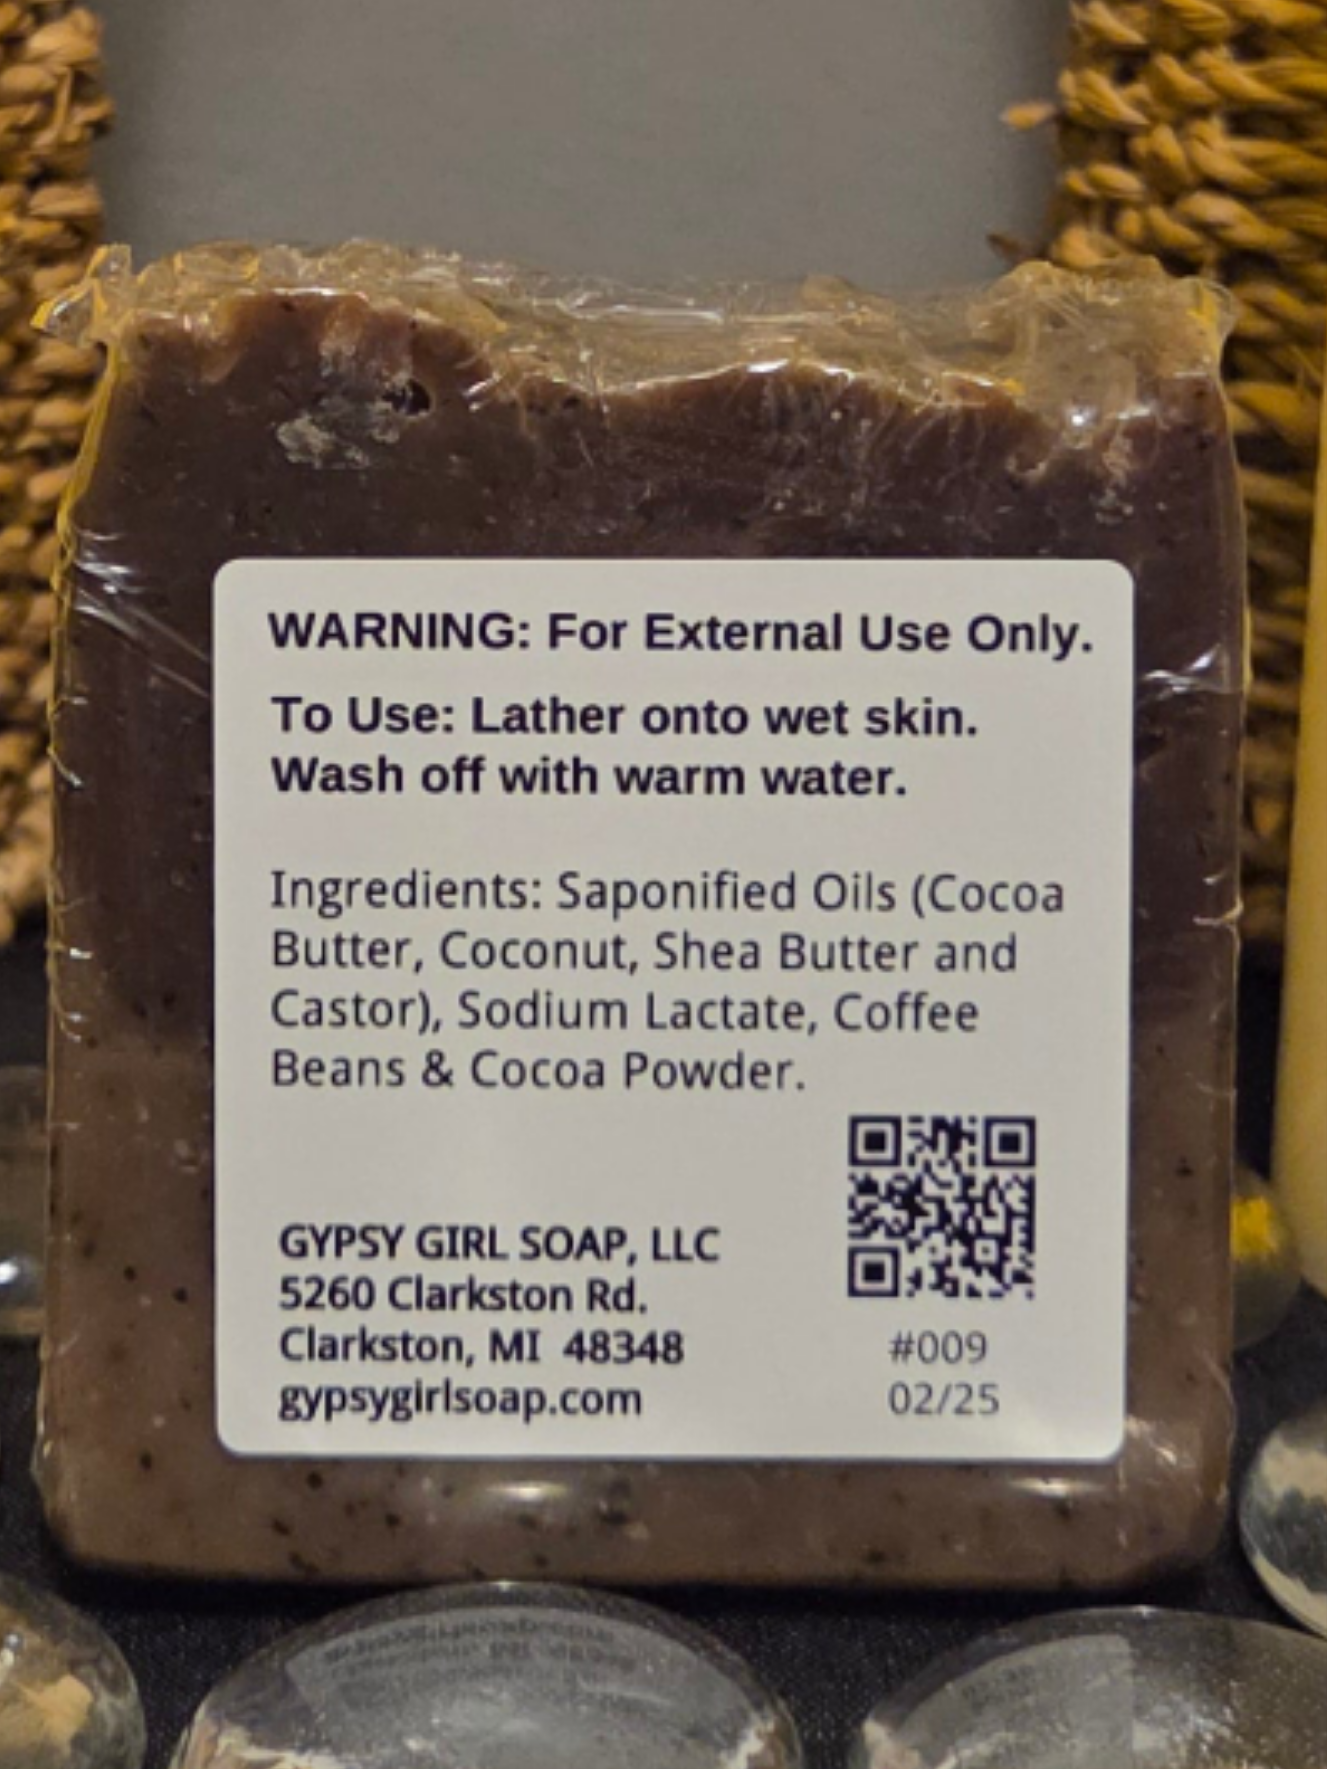 WARNING: For External Use Only.
To Use: Lather onto wet skin.
Wash off with warm water.
Ingredients: Saponified Oils (Cocoa
Butter, Coconut, Shea Butter and
Castor), Sodium Lactate, Coffee
Beans & Cocoa Powder.
GYPSY GIRL SOAP, LLC
5260 Clarkston Rd.
Clarkston, MI 48348
gypsygirlsoap.com
#009
02/25